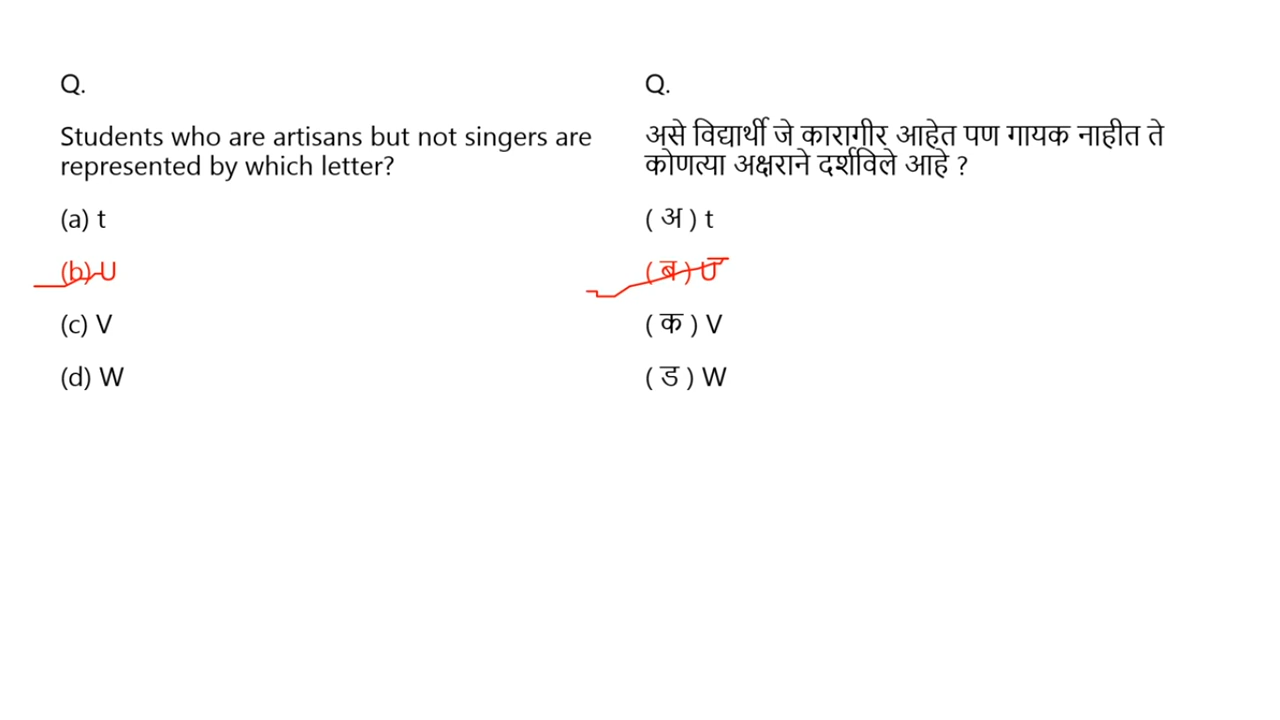 Q.
Students who are artisans but not singers are
represented by which letter?
(a) t
(b) U
(c) V
(d) W
Q.
असे विद्यार्थी जे कारागीर आहेत पण गायक नाहीत ते
कोणत्या अक्षराने दर्शविले आहे ?
( अ ) t
( ब ) U
( क ) V
( ड ) W